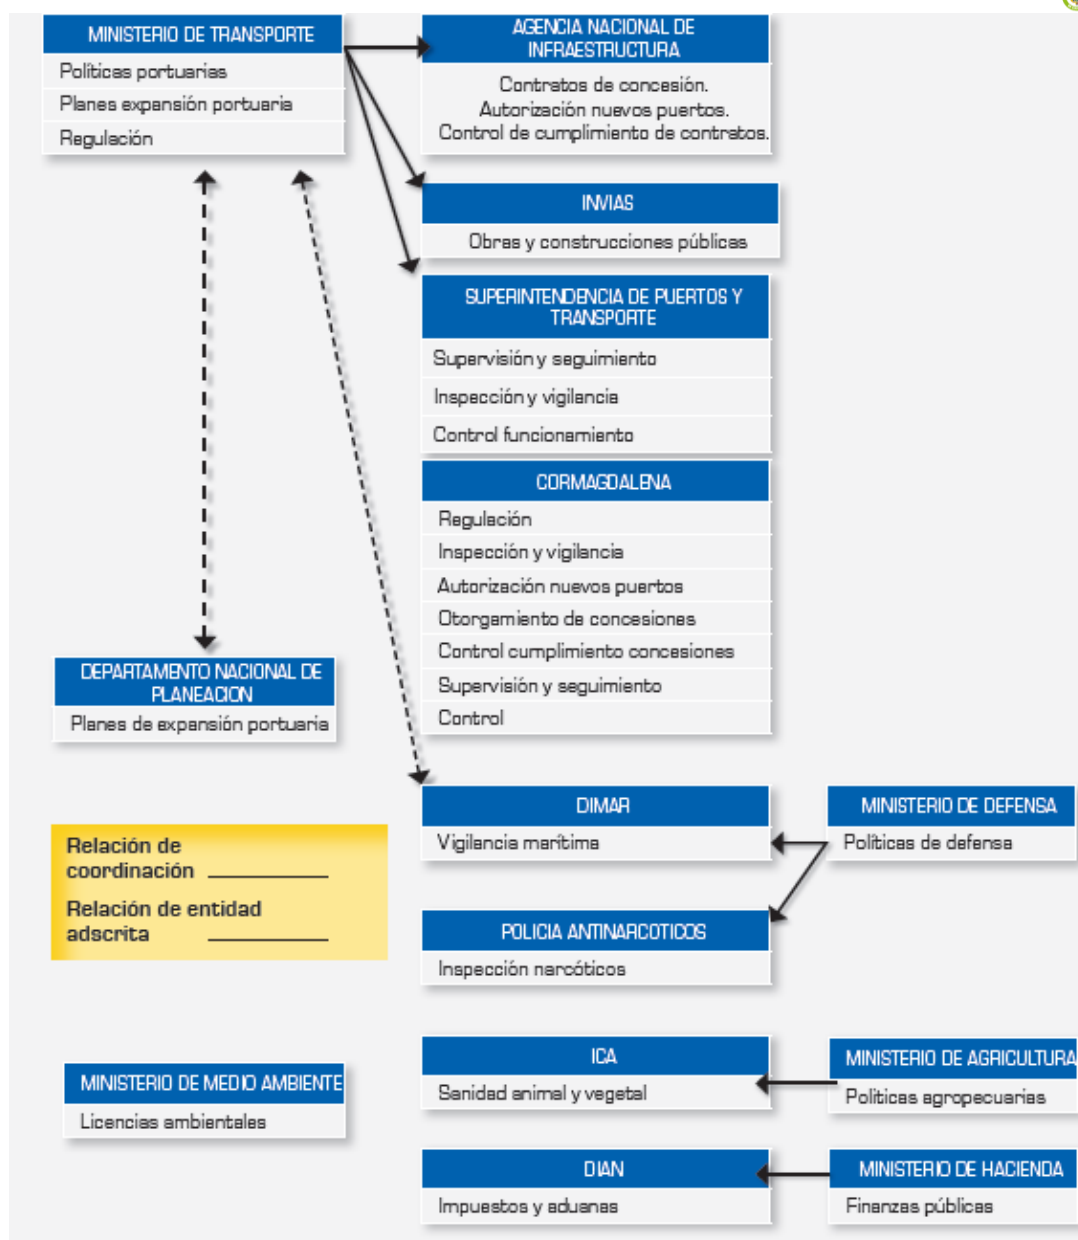 MINISTERIO DE TRANSPORTE
Políticas portuarias
Planes expansión portuaria
Regulación
AGENCIA NACIONAL DE
INFRAESTRUCTURA
Contratos de concesión.
Autorización nuevos puertos.
Control de cumplimiento de contratos.
INVIAS
Obras y construcciones públicas
SUPERINTENDENCIA DE PUERTOS Y
TRANSPORTE
Supervisión y seguimiento
Inspección y vigilancia
Control funcionamiento
CORMAGDALENA
Regulación
Inspección y vigilancia
Autorización nuevos puertos
Otorgamiento de concesiones
Control cumplimiento concesiones
Supervisión y seguimiento
Control
DEPARTAMENTO NACIONAL DE
PLANEACION
Planes de expansión portuaria
DIMAR
Vigilancia marítima
MINISTERIO DE DEFENSA
Políticas de defensa
Relación de
coordinación
Relación de entidad
adscrita
POLICIA ANTINARCOTICOS
Inspección narcóticos
ICA
Sanidad animal y vegetal
MINISTERIO DE AGRICULTURA
Políticas agropecuarias
MINISTERIO DE MEDIO AMBIENTE
Licencias ambientales
DIAN
Impuestos y aduanas
MINISTERIO DE HACIENDA
Finanzas públicas